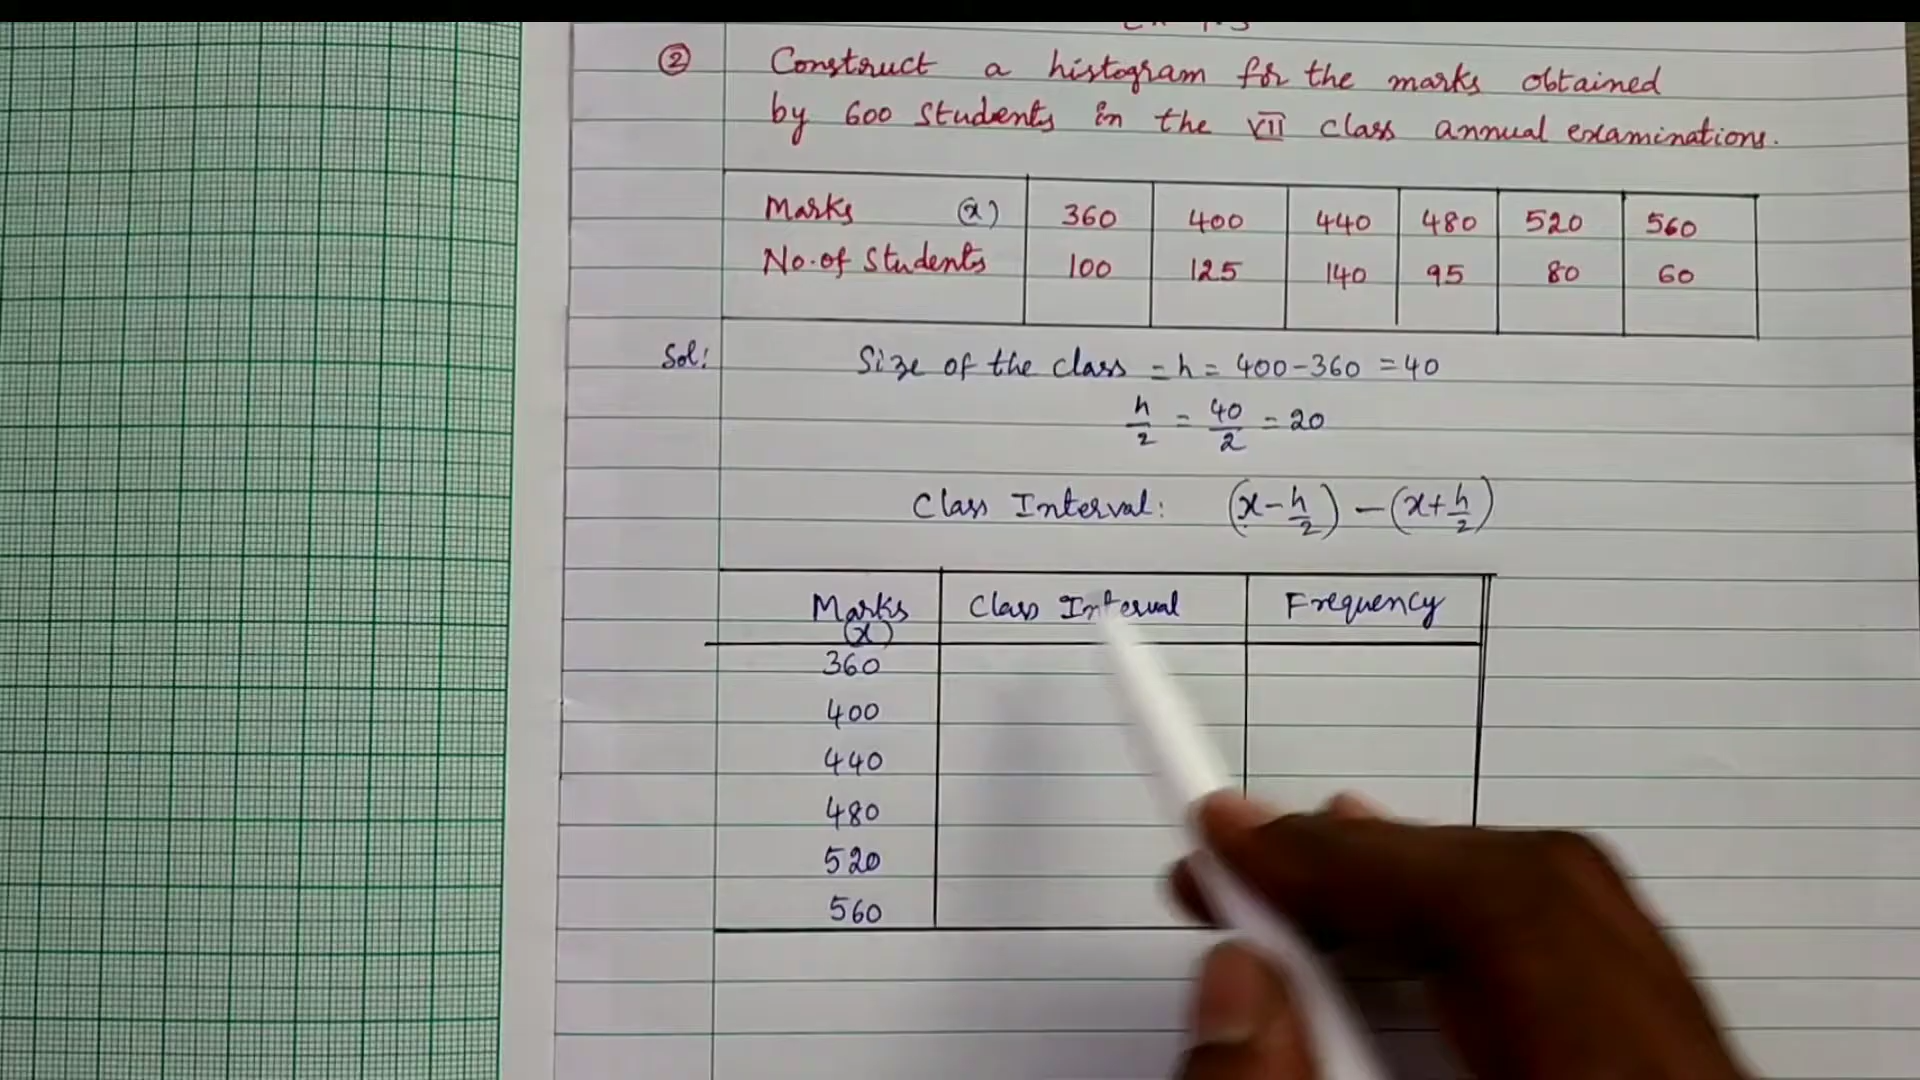 ② Construct a histogram for the marks obtained
by 600 students in the VII class annual examinations.
Marks (x) 360 400 440 480 520 560
No. of Students 100 125 140 95 80 60
Sol: Size of the class = h = 400-360 = 40
h/2 = 40/2 = 20
Class Interval: (x-h/2) - (x+h/2)
Marks (x) Class Interval Frequency
360
400
440
480
520
560